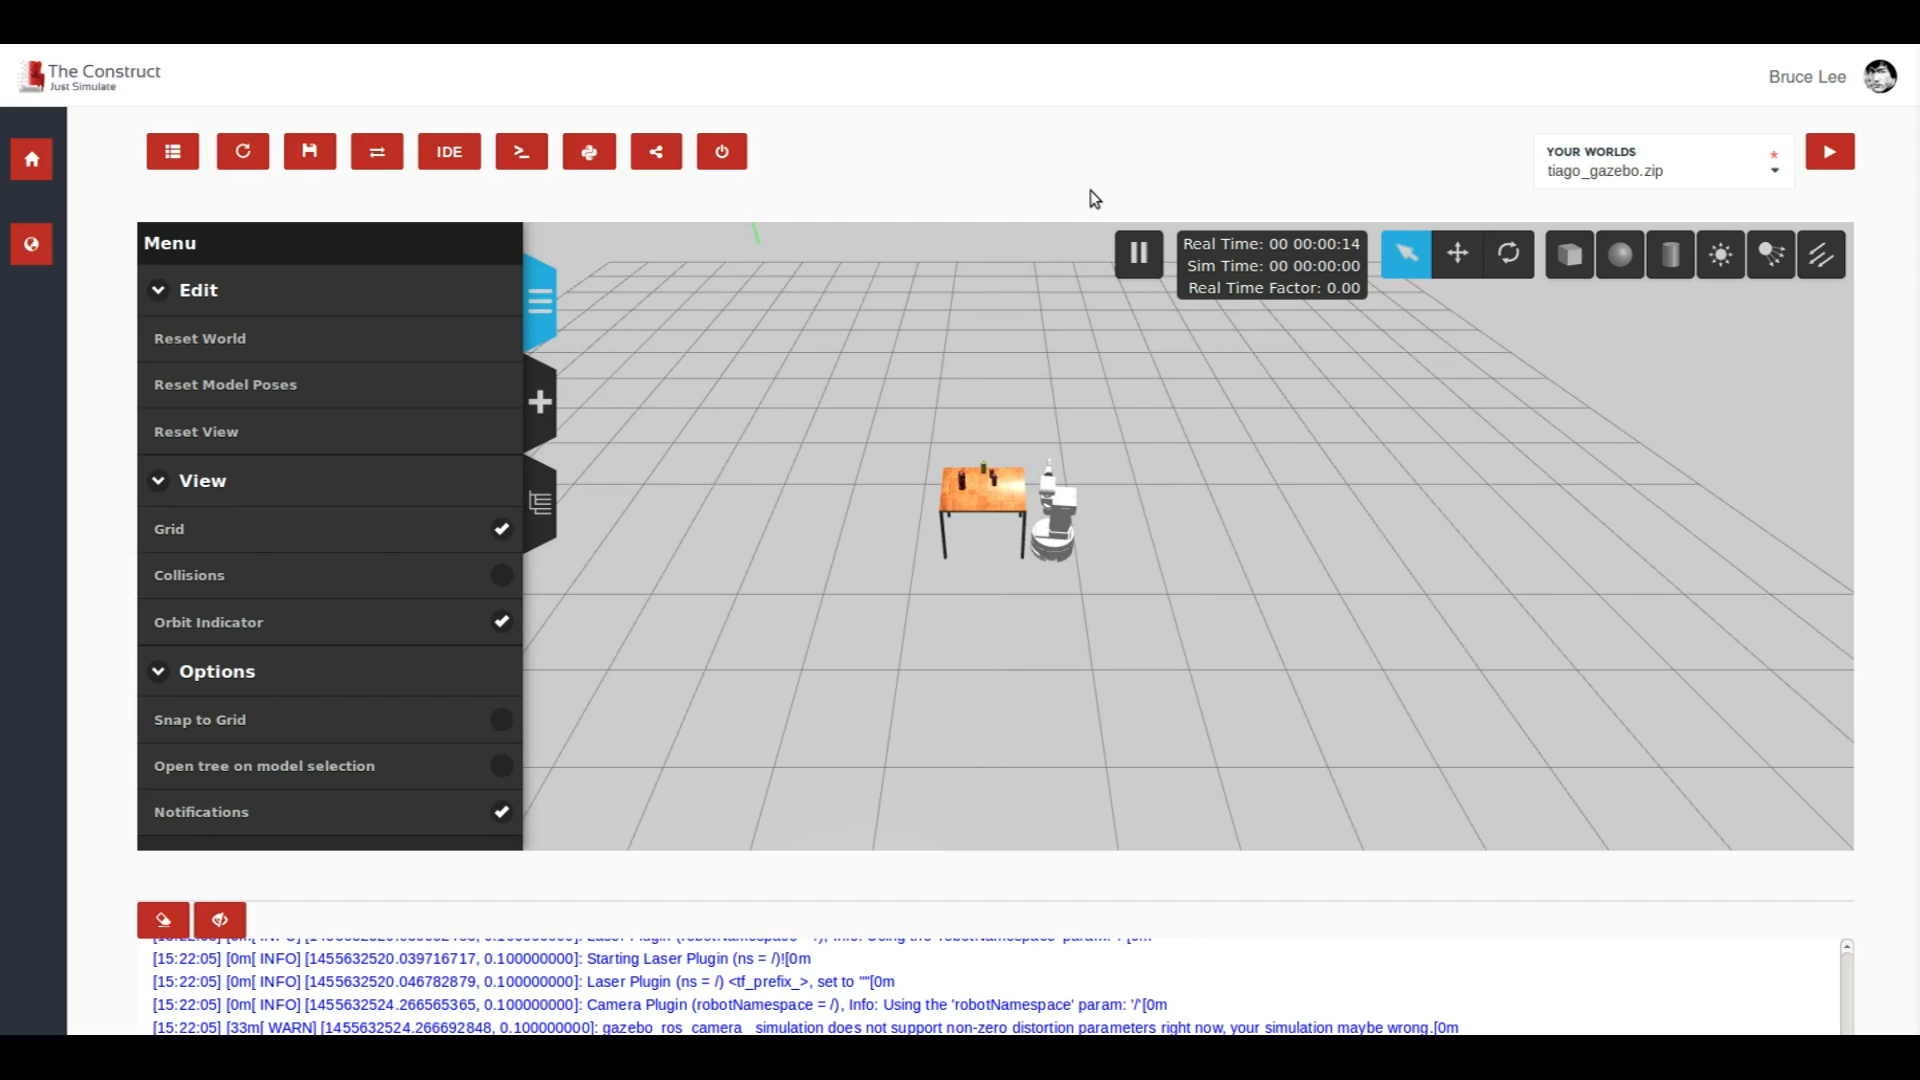 The Construct
Just Simulate
Bruce Lee
IDE
YOUR WORLDS
*
tiago_gazebo.zip
Menu
Edit
Reset World
Reset Model Poses
Reset View
View
Grid
Collisions
Orbit Indicator
Options
Snap to Grid
Open tree on model selection
Notifications
Real Time: 00 00:00:14
Sim Time: 00 00:00:00
Real Time Factor: 0.00
[15:22:05] [0m[ INFO] [1455632520.039716717, 0.100000000]: Starting Laser Plugin (ns = /)![0m
[15:22:05] [0m[ INFO] [1455632520.046782879, 0.100000000]: Laser Plugin (ns = /) <tf_prefix_>, set to ""[0m
[15:22:05] [0m[ INFO] [1455632524.266565365, 0.100000000]: Camera Plugin (robotNamespace = /), Info: Using the 'robotNamespace' param: '/'[0m
[15:22:05] [33m[ WARN] [1455632524.266692848, 0.100000000]: gazebo_ros_camera_ simulation does not support non-zero distortion parameters right now, your simulation maybe wrong.[0m